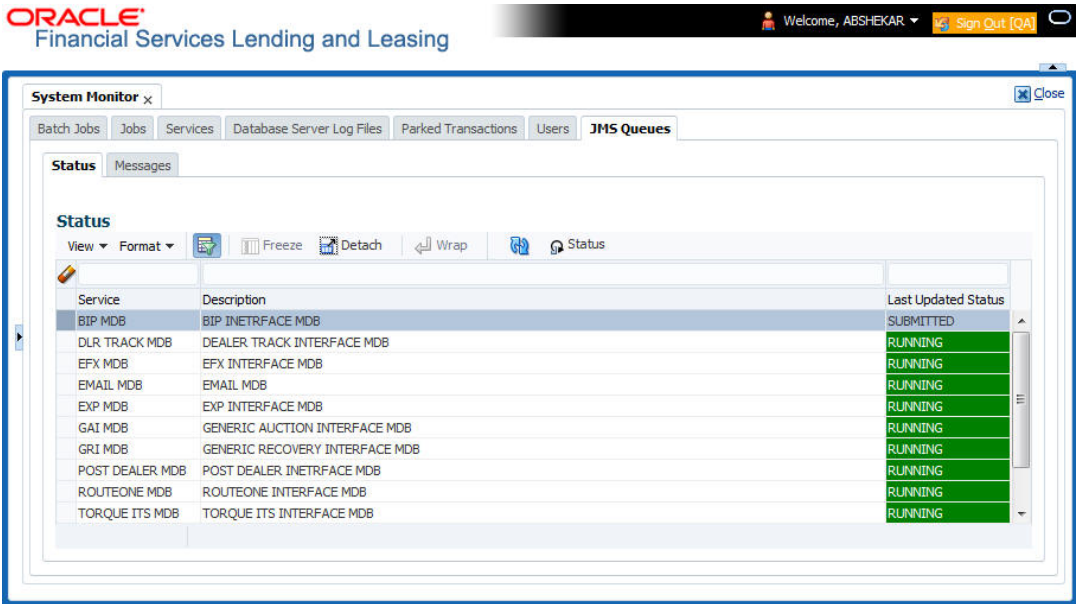 ORACLE
Financial Services Lending and Leasing
Welcome, ABSHEKAR Sign Out [QA]
System Monitor x Close
Batch Jobs Jobs Services Database Server Log Files Parked Transactions Users JMS Queues
Status Messages
Status
View Format Freeze Detach Wrap Status
Service Description Last Updated Status
BIP MDB BIP INETRFACE MDB SUBMITTED
DLR TRACK MDB DEALER TRACK INTERFACE MDB RUNNING
EFX MDB EFX INTERFACE MDB RUNNING
EMAIL MDB EMAIL MDB RUNNING
EXP MDB EXP INTERFACE MDB RUNNING
GAI MDB GENERIC AUCTION INTERFACE MDB RUNNING
GRI MDB GENERIC RECOVERY INTERFACE MDB RUNNING
POST DEALER MDB POST DEALER INETRFACE MDB RUNNING
ROUTEONE MDB ROUTEONE INTERFACE MDB RUNNING
TORQUE ITS MDB TORQUE ITS INTERFACE MDB RUNNING